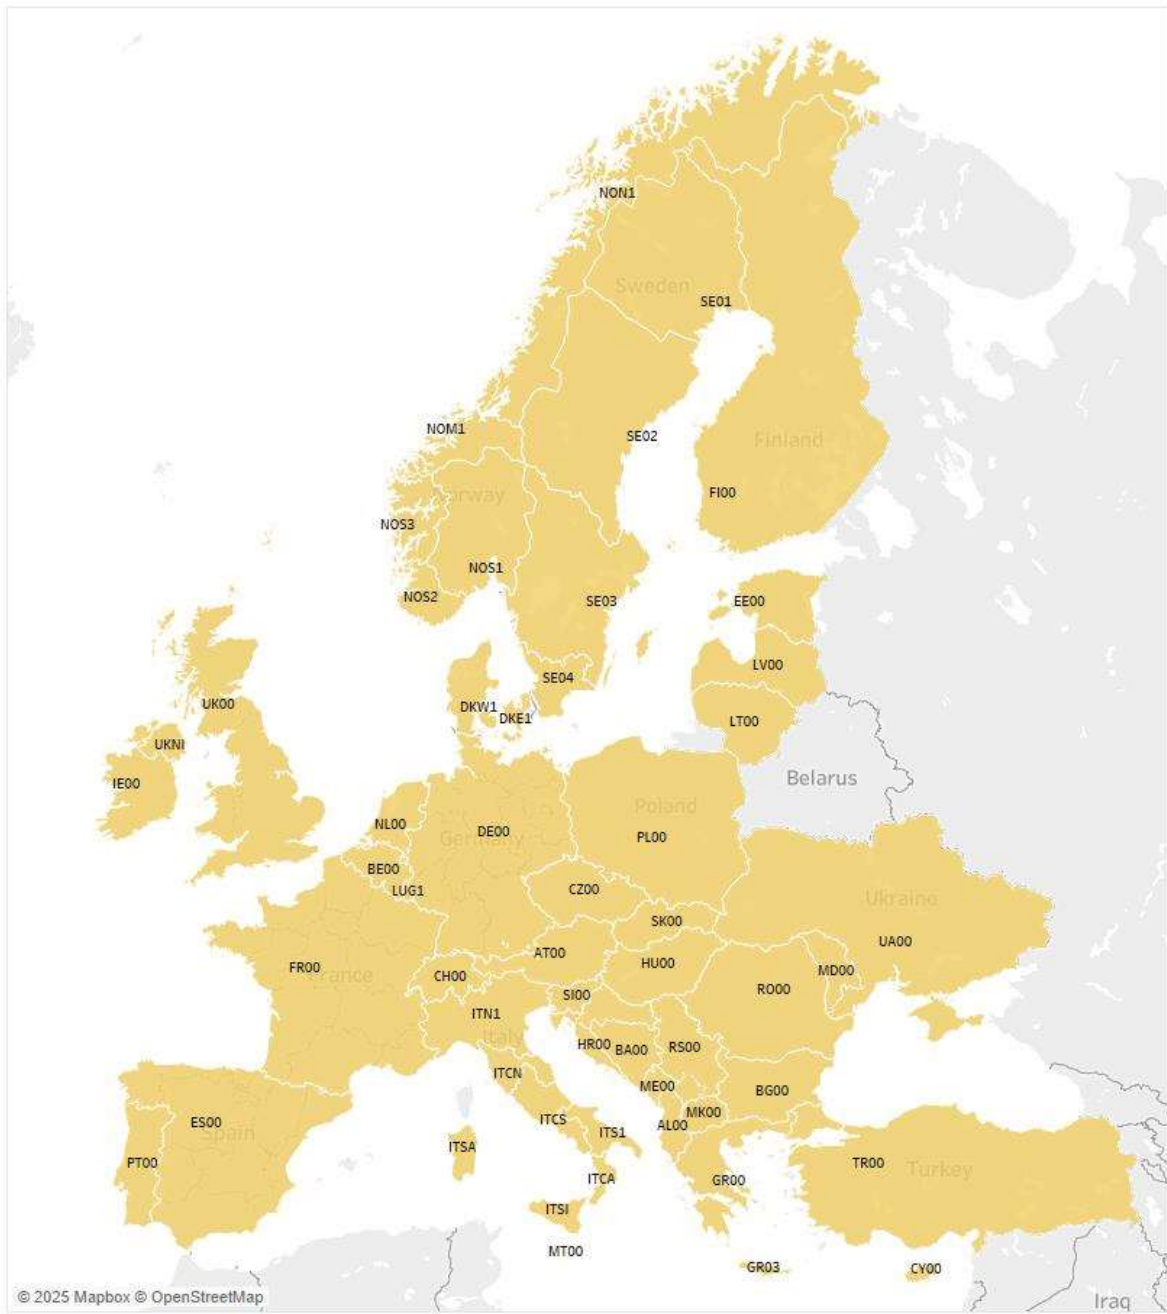 NON1
Sweden
SE01
NOM1
SE02
Finland
Norway
FI00
NOS3
NOS1
NOS2
SE03
EE00
LV00
SE04
UK00
DKW1
DKE1
LT00
UKNI
IE00
Belarus
Poland
NL00
DE00
Germany
PL00
BE00
LUG1
CZ00
Ukraine
SK00
UA00
AT00
HU00
FR00
France
CH00
MD00
RO00
SI00
ITN1
Italy
HR00
BA00
RS00
ITCN
ME00
BG00
MK00
ES00
Spain
ITCS
AL00
ITS1
ITSA
PT00
TR00
Turkey
ITCA
GR00
ITSI
MT00
GR03
CY00
© 2025 Mapbox © OpenStreetMap
Iraq